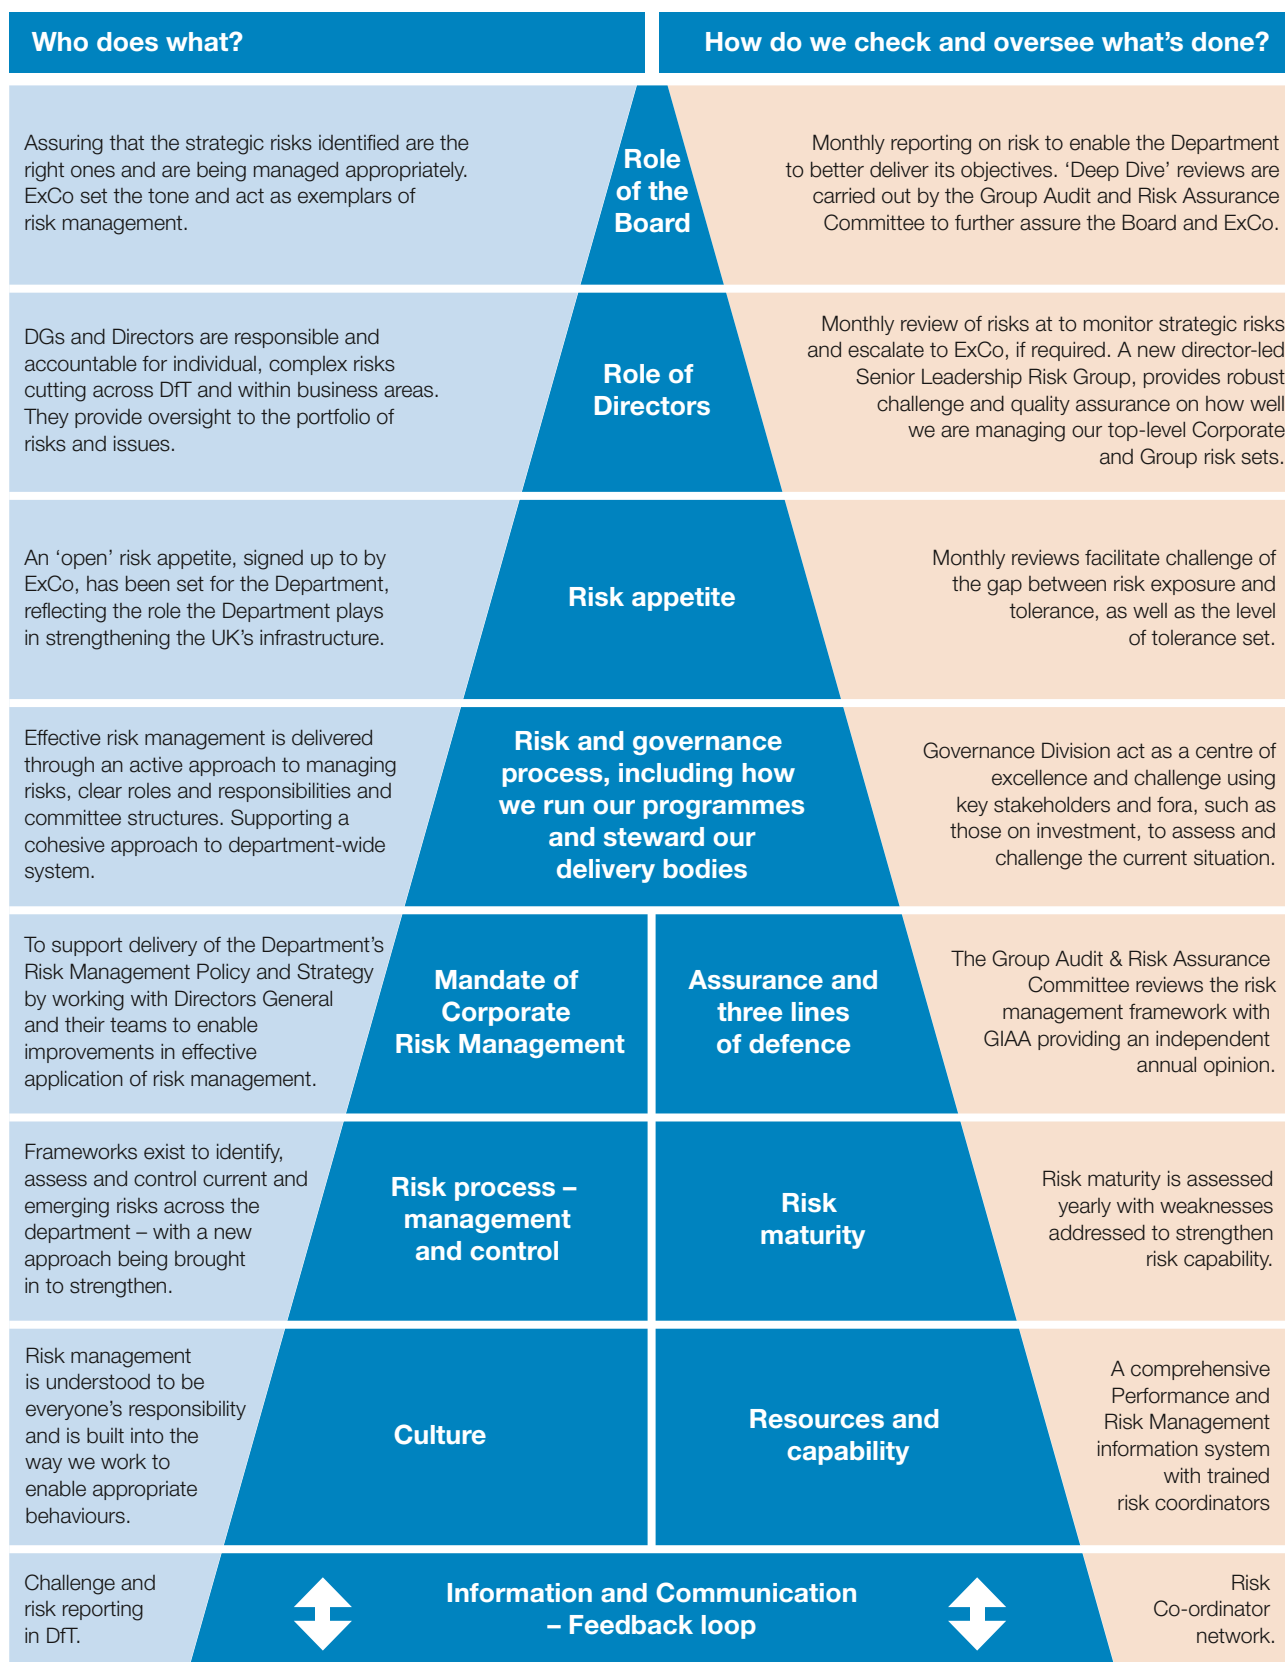 Who does what?
How do we check and oversee what's done?
Assuring that the strategic risks identified are the
right ones and are being managed appropriately.
ExCo set the tone and act as exemplars of
risk management.
Role
of the
Board
Monthly reporting on risk to enable the Department
to better deliver its objectives. ‘Deep Dive’ reviews are
carried out by the Group Audit and Risk Assurance
Committee to further assure the Board and ExCo.
DGs and Directors are responsible and
accountable for individual, complex risks
cutting across DfT and within business areas.
They provide oversight to the portfolio of
risks and issues.
Role of
Directors
Monthly review of risks at to monitor strategic risks
and escalate to ExCo, if required. A new director-led
Senior Leadership Risk Group, provides robust
challenge and quality assurance on how well
we are managing our top-level Corporate
and Group risk sets.
An ‘open’ risk appetite, signed up to by
ExCo, has been set for the Department,
reflecting the role the Department plays
in strengthening the UK’s infrastructure.
Risk appetite
Monthly reviews facilitate challenge of
the gap between risk exposure and
tolerance, as well as the level
of tolerance set.
Effective risk management is delivered
through an active approach to managing
risks, clear roles and responsibilities and
committee structures. Supporting a
cohesive approach to department-wide
system.
Risk and governance
process, including how
we run our programmes
and steward our
delivery bodies
Governance Division act as a centre of
excellence and challenge using
key stakeholders and fora, such as
those on investment, to assess and
challenge the current situation.
To support delivery of the Department’s
Risk Management Policy and Strategy
by working with Directors General
and their teams to enable
improvements in effective
application of risk management.
Mandate of
Corporate
Risk Management
Assurance and
three lines
of defence
The Group Audit & Risk Assurance
Committee reviews the risk
management framework with
GIAA providing an independent
annual opinion.
Frameworks exist to identify,
assess and control current and
emerging risks across the
department – with a new
approach being brought
in to strengthen.
Risk process –
management
and control
Risk
maturity
Risk maturity is assessed
yearly with weaknesses
addressed to strengthen
risk capability.
Risk management
is understood to be
everyone’s responsibility
and is built into the
way we work to
enable appropriate
behaviours.
Culture
Resources and
capability
A comprehensive
Performance and
Risk Management
information system
with trained
risk coordinators
Challenge and
risk reporting
in DfT.
Information and Communication
– Feedback loop
Risk
Co-ordinator
network.